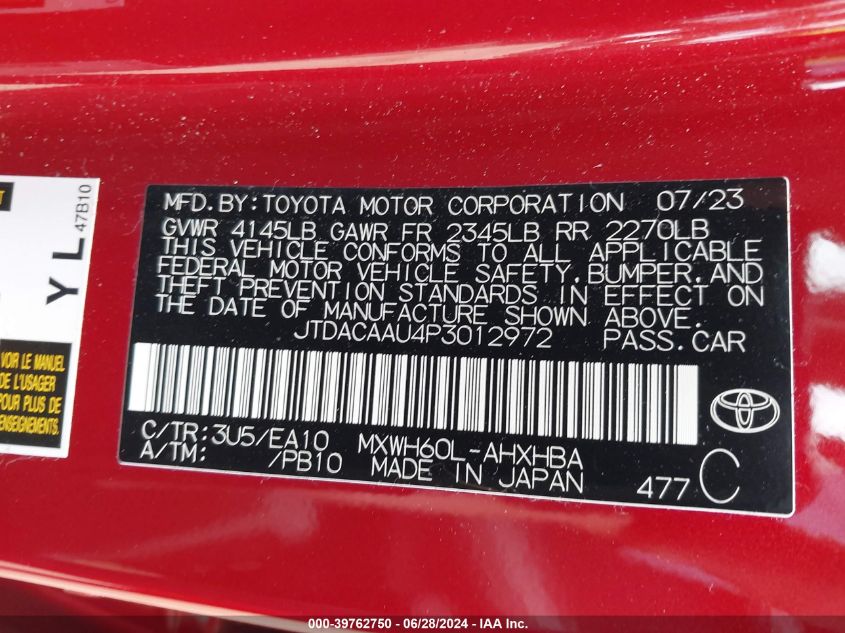 T
47B10
YL
VOIR LE MANUEL
DE L'USAGER
POUR PLUS DE
RENSEIGNEMENTS.
MFD.BY:TOYOTA MOTOR CORPORATION 07/23
GVWR 4145LB GAWR FR 2345LB RR 2270LB
THIS VEHICLE CONFORMS TO ALL APPLICABLE
FEDERAL MOTOR VEHICLE SAFETY,BUMPER,AND
THEFT PREVENTION STANDARDS IN EFFECT ON
THE DATE OF MANUFACTURE SHOWN ABOVE.
JTDACAAU4P3012972 PASS.CAR
C/TR:3U5/EA10 MXWH60L-AHXHBA
A/TM: /PB10 MADE IN JAPAN
477 C
000-39762750 - 06/28/2024 - IAA Inc.